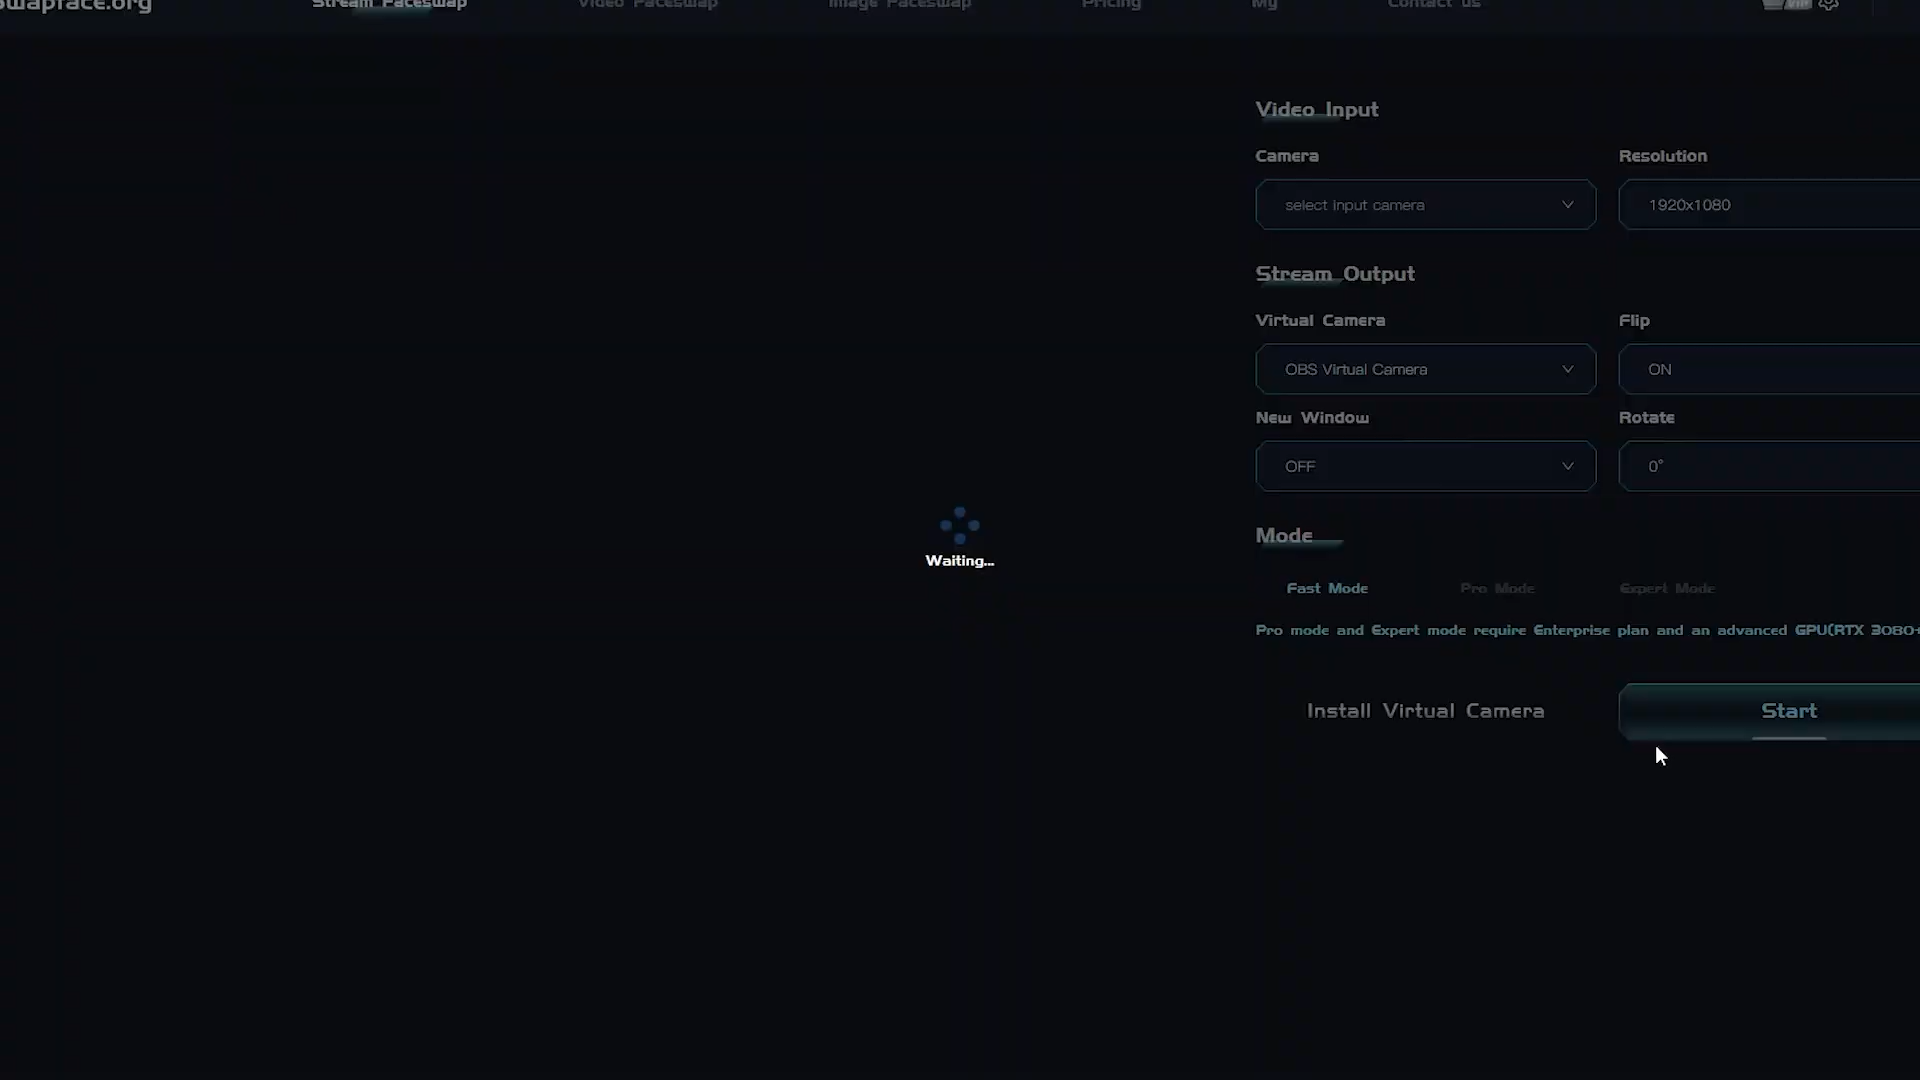 Swapface.org Stream Faceswap Video Faceswap Image Faceswap Pricing My Contact us VIP
Video Input
Camera Resolution
select input camera 1920x1080
Stream Output
Virtual Camera Flip
OBS Virtual Camera ON
New Window Rotate
OFF 0°
Waiting...
Mode
Fast Mode Pro Mode Expert Mode
Pro mode and Expert mode require Enterprise plan and an advanced GPU(RTX 3080+
Install Virtual Camera Start